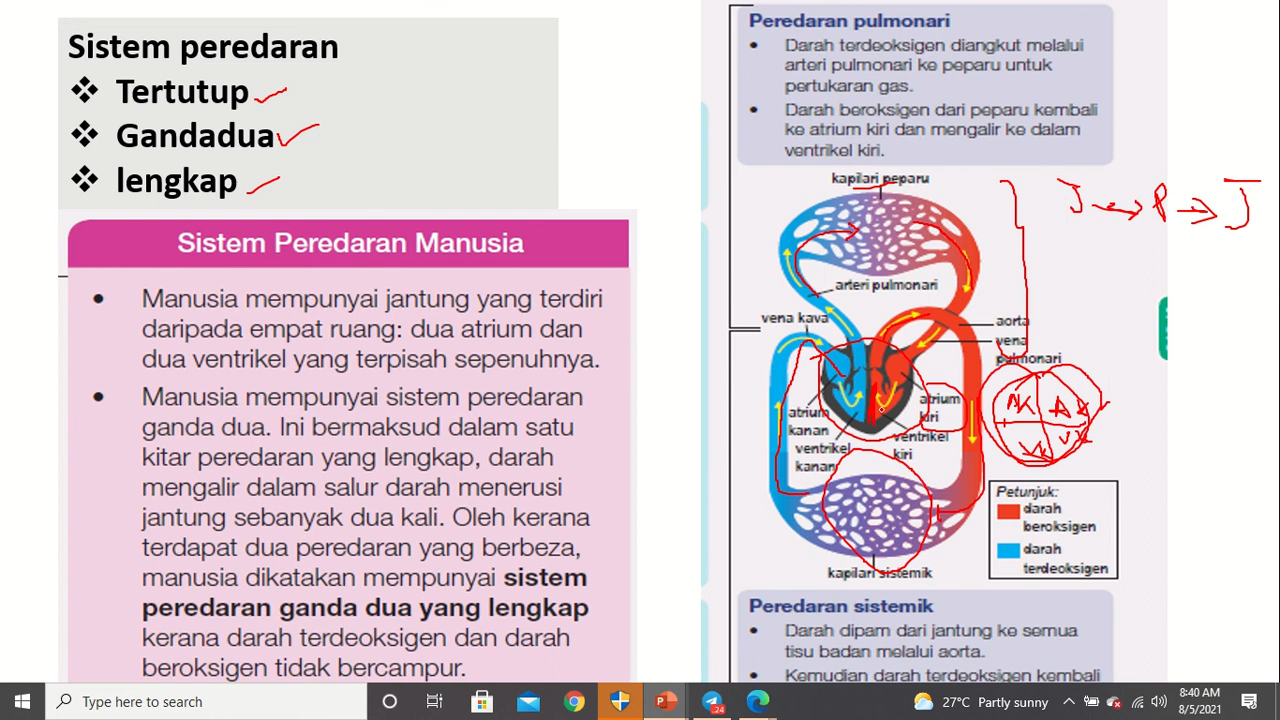 Sistem peredaran
❖ Tertutup
❖ Gandadua
❖ lengkap
Sistem Peredaran Manusia
• Manusia mempunyai jantung yang terdiri
daripada empat ruang: dua atrium dan
dua ventrikel yang terpisah sepenuhnya.
• Manusia mempunyai sistem peredaran
ganda dua. Ini bermaksud dalam satu
kitar peredaran yang lengkap, darah
mengalir dalam salur darah menerusi
jantung sebanyak dua kali. Oleh kerana
terdapat dua peredaran yang berbeza,
manusia dikatakan mempunyai sistem
peredaran ganda dua yang lengkap
kerana darah terdeoksigen dan darah
beroksigen tidak bercampur.
Peredaran pulmonari
• Darah terdeoksigen diangkut melalui
arteri pulmonari ke peparu untuk
pertukaran gas.
• Darah beroksigen dari peparu kembali
ke atrium kiri dan mengalir ke dalam
ventrikel kiri.
kapilari peparu
J → P → J
arteri pulmonari
vena kava
aorta
vena
pulmonari
atrium
kanan
ventrikel
kanan
atrium
kiri
ventrikel
kiri
AK
VK
kapilari sistemik
Petunjuk:
darah
beroksigen
darah
terdeoksigen
Peredaran sistemik
• Darah dipam dari jantung ke semua
tisu badan melalui aorta.
• Kemudian darah terdeoksigen kembali
Type here to search
24
27°C Partly sunny
8:40 AM
8/5/2021